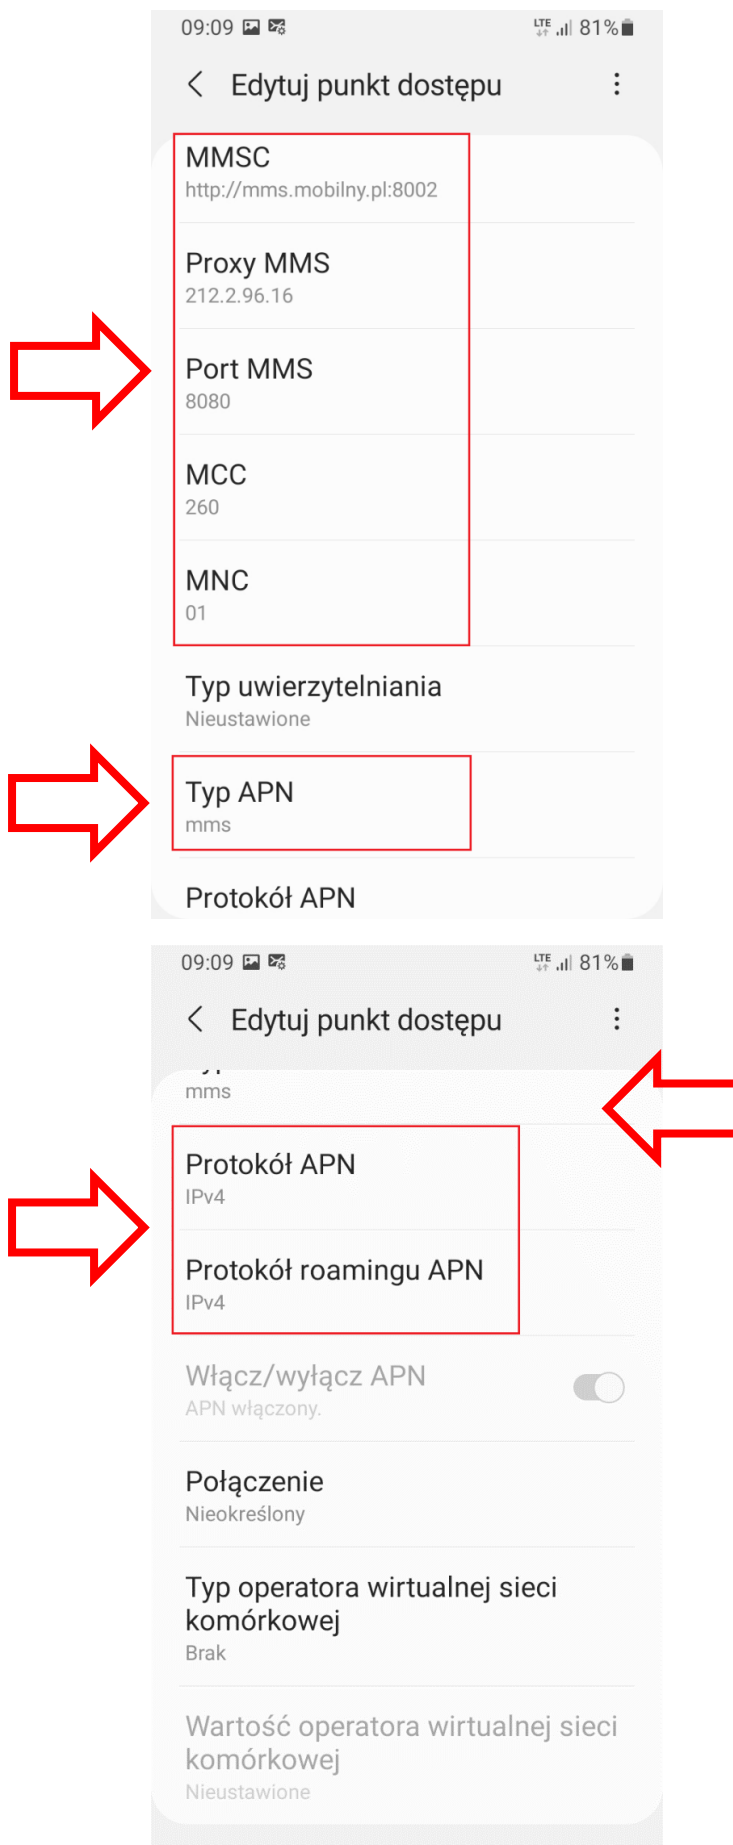 09:09 LTE 81%
Edytuj punkt dostępu
MMSC
http://mms.mobilny.pl:8002
Proxy MMS
212.2.96.16
Port MMS
8080
MCC
260
MNC
01
Typ uwierzytelniania
Nieustawione
Typ APN
mms
Protokół APN
09:09 LTE 81%
Edytuj punkt dostępu
mms
Protokół APN
IPv4
Protokół roamingu APN
IPv4
Włącz/wyłącz APN
APN włączony.
Połączenie
Nieokreślony
Typ operatora wirtualnej sieci
komórkowej
Brak
Wartość operatora wirtualnej sieci
komórkowej
Nieustawione